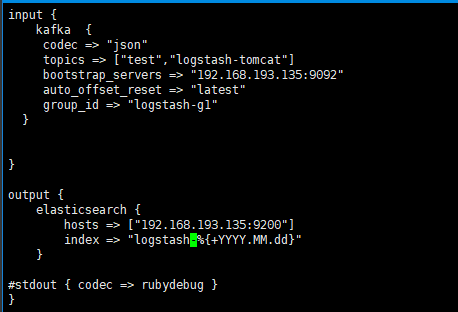 input {
    kafka  {
     codec => "json"
     topics => ["test","logstash-tomcat"]
     bootstrap_servers => "192.168.193.135:9092"
     auto_offset_reset => "latest"
     group_id => "logstash-g1"
  }
}
output {
    elasticsearch {
        hosts => ["192.168.193.135:9200"]
        index => "logstash-%{+YYYY.MM.dd}"
    }
#stdout { codec => rubydebug }
}